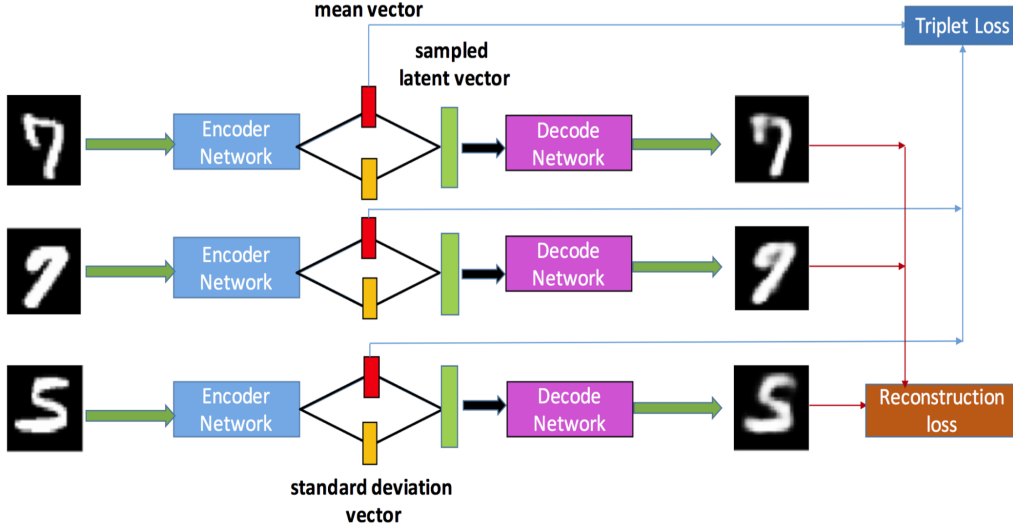 mean vector
Triplet Loss
sampled
latent vector
Encoder
Network
Decode
Network
Encoder
Network
Decode
Network
Encoder
Network
Decode
Network
Reconstruction
loss
standard deviation
vector